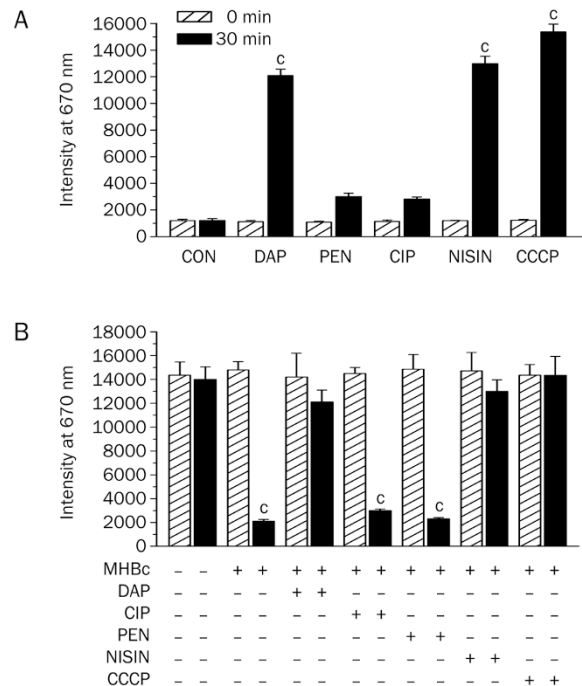 A
0 min
30 min
16000
14000
12000
10000
8000
6000
4000
2000
0
Intensity at 670 nm
c c c
CON DAP PEN CIP NISIN CCCP
B
18000
16000
14000
12000
10000
8000
6000
4000
2000
0
Intensity at 670 nm
c c c
MHBc – – + + + + + + + + + + + +
DAP – – – – + + – – – – – – – –
CIP – – – – – – + + – – – – – –
PEN – – – – – – – – + + – – – –
NISIN – – – – – – – – – – + + – –
CCCP – – – – – – – – – – – – + +